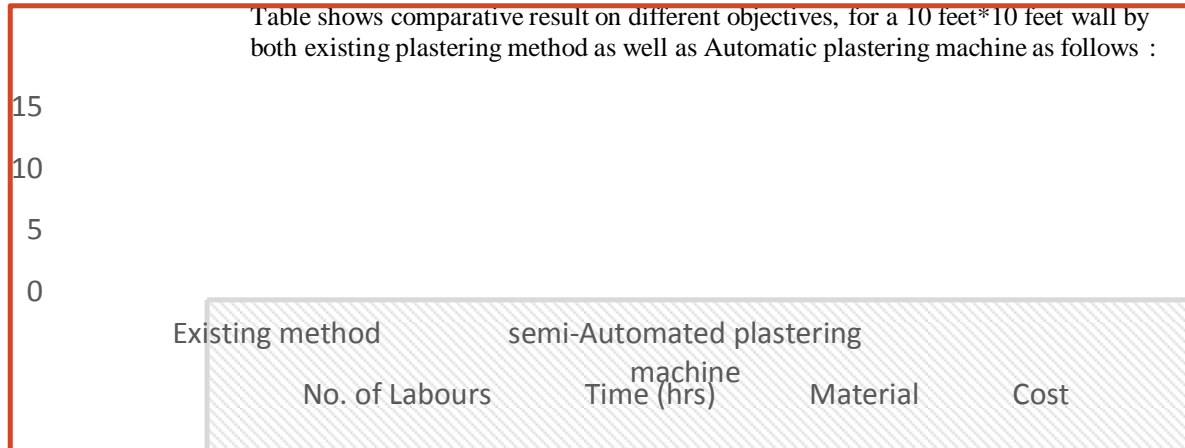 Table shows comparative result on different objectives, for a 10 feet*10 feet wall by
both existing plastering method as well as Automatic plastering machine as follows :
15
10
5
0
Existing method semi-Automated plastering
machine
No. of Labours Time (hrs) Material Cost